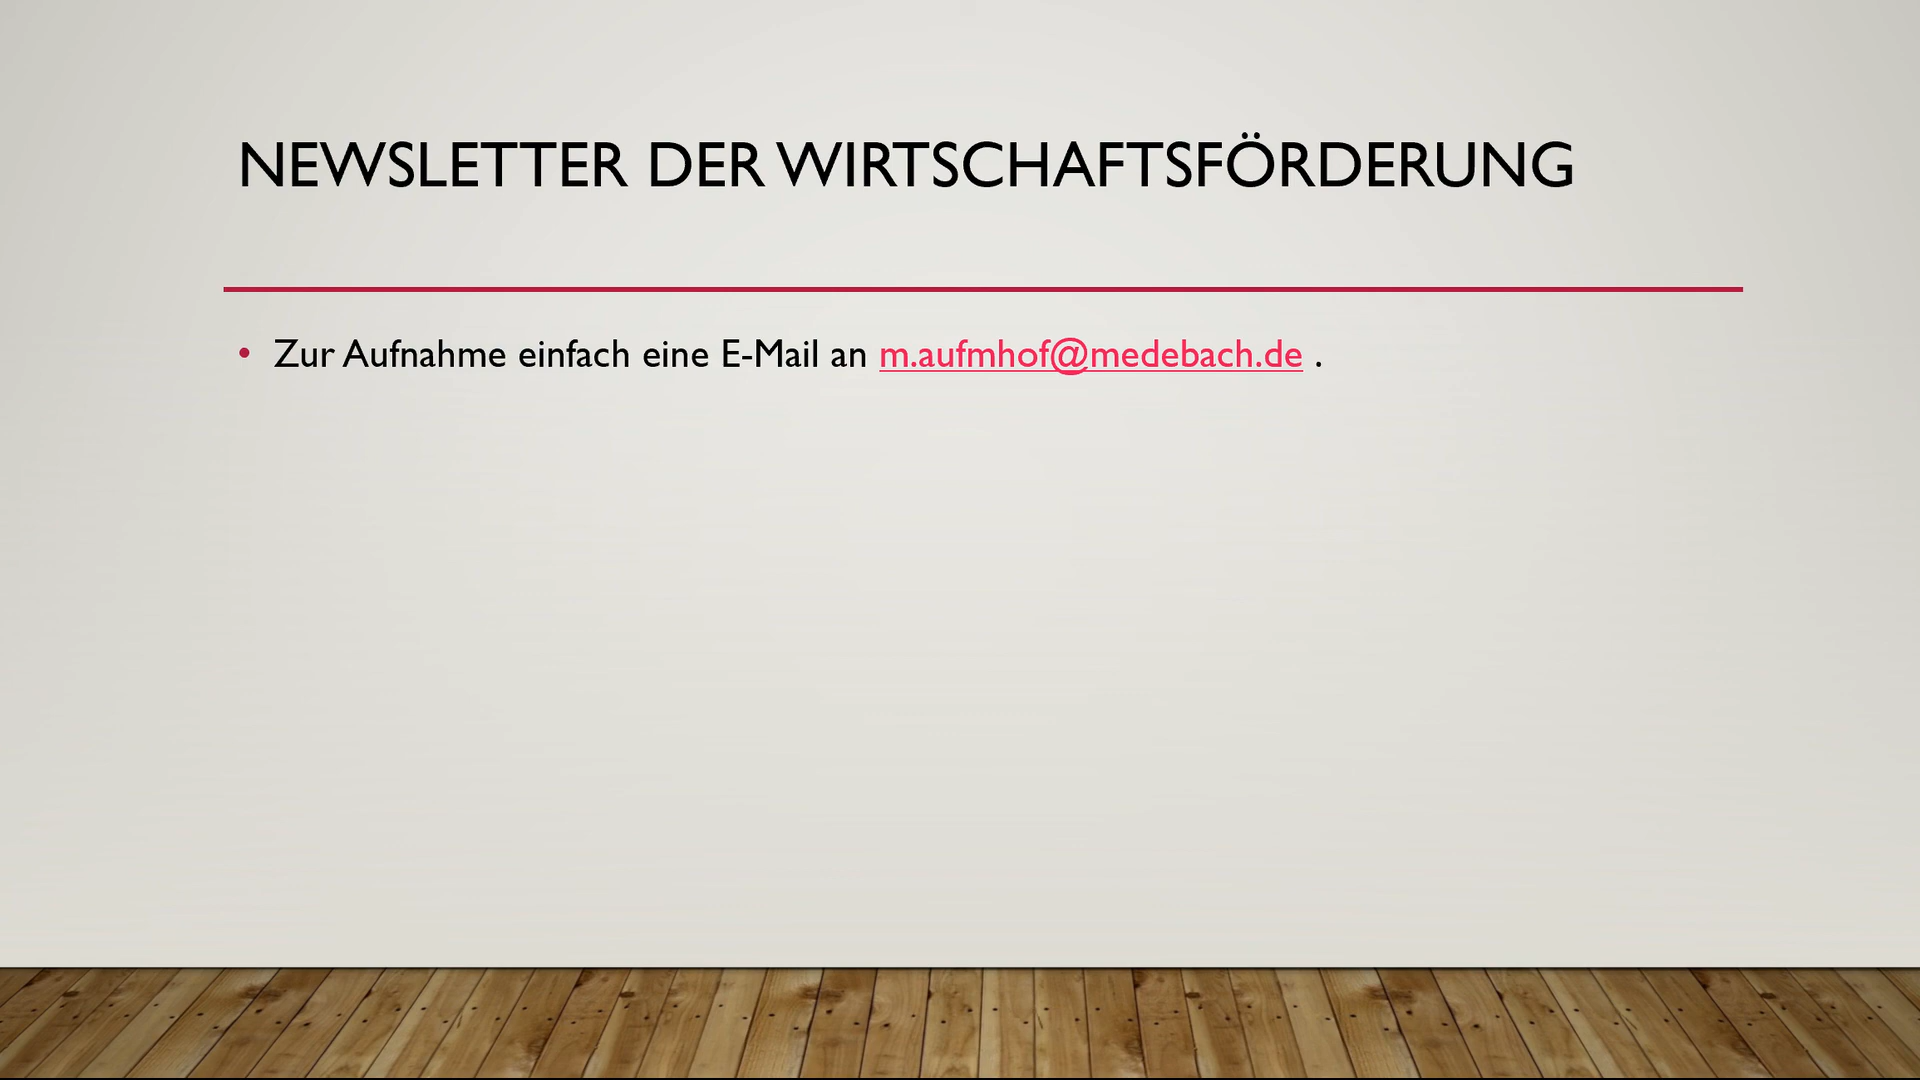 NEWSLETTER DER WIRTSCHAFTSFÖRDERUNG
• Zur Aufnahme einfach eine E-Mail an m.aufmhof@medebach.de .